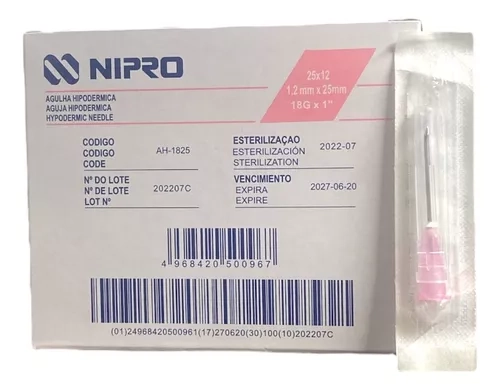 NIPRO
AGULHA HIPODERMICA
AGUJA HIPODERMICA
HYPODERMIC NEEDLE
25x12
1.2 mm x 25mm
18G x 1"
CODIGO
CODIGO
CODE
AH-1825
ESTERILIZAÇAO
ESTERILIZACIÓN
STERILIZATION
2022-07
Nº DO LOTE
Nº DE LOTE
LOT Nº
202207C
VENCIMIENTO
EXPIRA
EXPIRE
2027-06-20
4 968420 500967
(01)24968420500961(17)270620(30)100(10)202207C